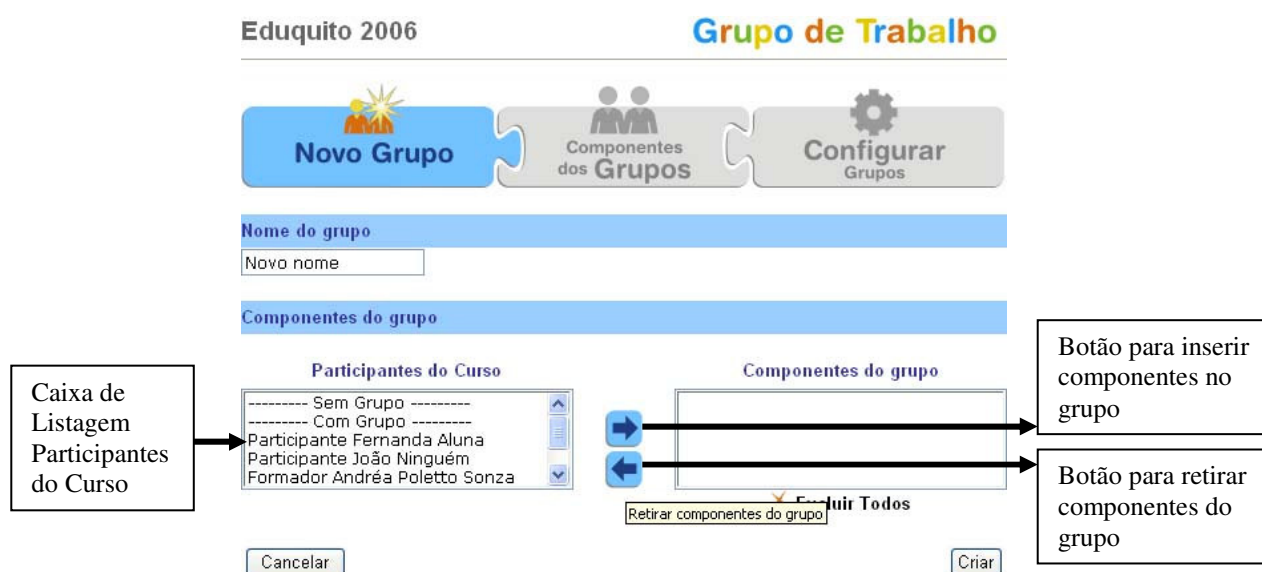 Eduquito 2006
Grupo de Trabalho
Novo Grupo
Componentes
dos Grupos
Configurar
Grupos
Nome do grupo
Novo nome
Componentes do grupo
Participantes do Curso
Componentes do grupo
--------- Sem Grupo ---------
--------- Com Grupo ---------
Participante Fernanda Aluna
Participante João Ninguém
Formador Andréa Poletto Sonza
Retirar componentes do grupo
Excluir Todos
Cancelar
Criar
Caixa de
Listagem
Participantes
do Curso
Botão para inserir
componentes no
grupo
Botão para retirar
componentes do
grupo